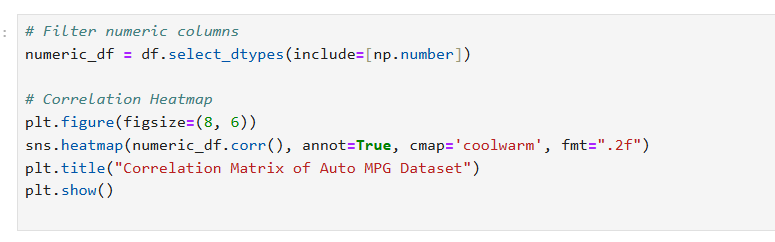 :
# Filter numeric columns
numeric_df = df.select_dtypes(include=[np.number])
# Correlation Heatmap
plt.figure(figsize=(8, 6))
sns.heatmap(numeric_df.corr(), annot=True, cmap='coolwarm', fmt=".2f")
plt.title("Correlation Matrix of Auto MPG Dataset")
plt.show()